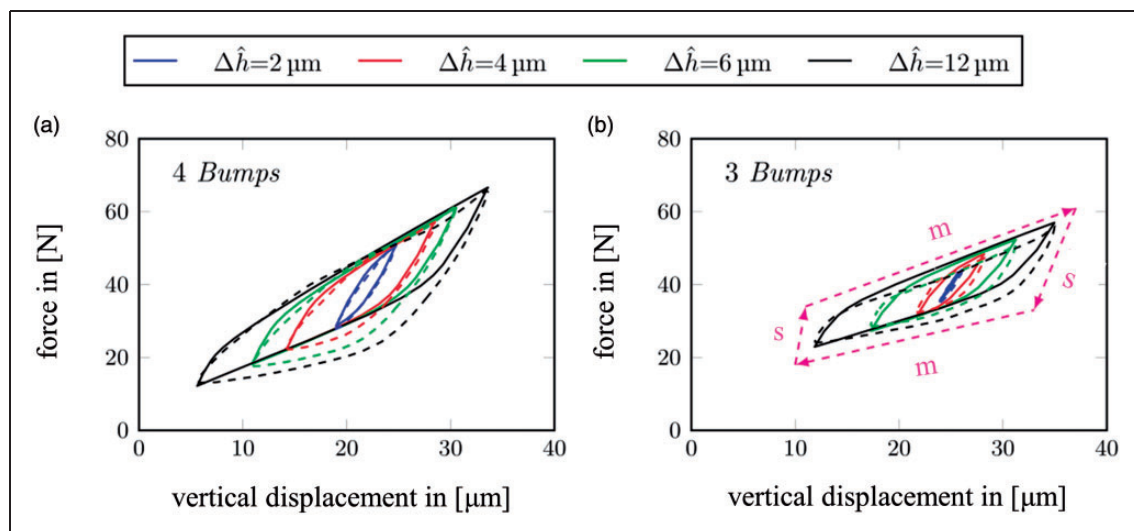 Δĥ=2 μm Δĥ=4 μm Δĥ=6 μm Δĥ=12 μm
(a)
80
60
40
20
0
0 10 20 30 40
4 Bumps
force in [N]
vertical displacement in [μm]
(b)
80
60
40
20
0
0 10 20 30 40
3 Bumps
m
s
s
m
force in [N]
vertical displacement in [μm]